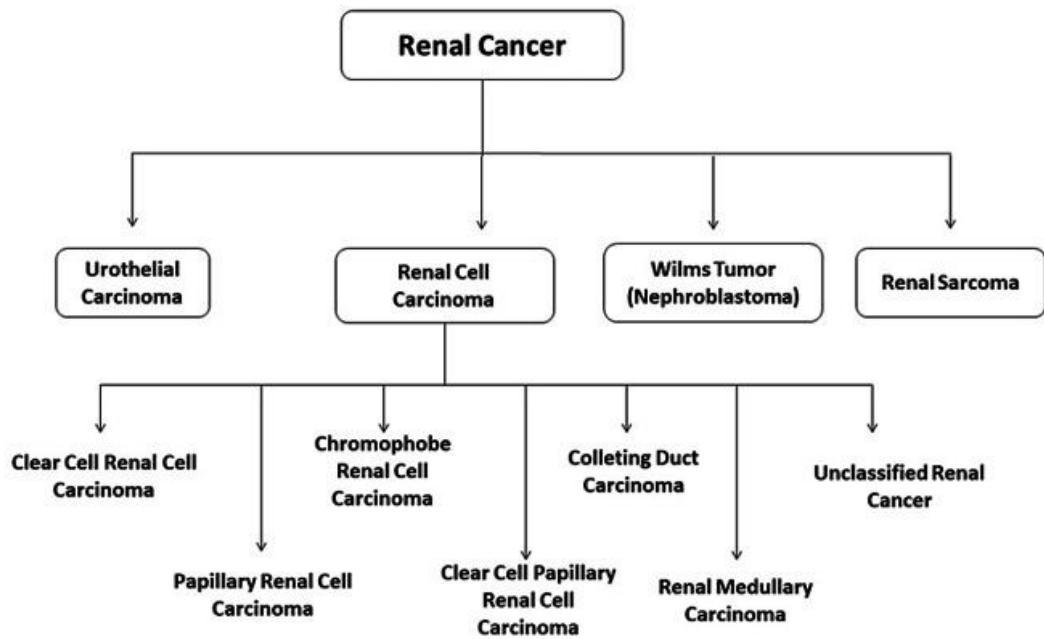 Renal Cancer
Urothelial
Carcinoma
Renal Cell
Carcinoma
Wilms Tumor
(Nephroblastoma)
Renal Sarcoma
Clear Cell Renal Cell
Carcinoma
Papillary Renal Cell
Carcinoma
Chromophobe
Renal Cell
Carcinoma
Clear Cell Papillary
Renal Cell
Carcinoma
Colleting Duct
Carcinoma
Renal Medullary
Carcinoma
Unclassified Renal
Cancer